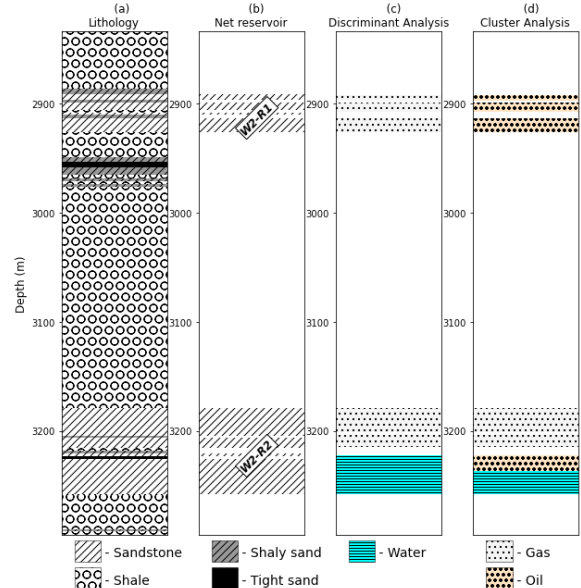 (a) (b) (c) (d)
Lithology Net reservoir Discriminant Analysis Cluster Analysis
2900 2900 2900 2900
W2-R1
3000 3000 3000 3000
Depth (m)
3100 3100 3100 3100
3200 3200 3200 3200
W2-R2
- Sandstone - Shaly sand - Water - Gas
- Shale - Tight sand - Oil